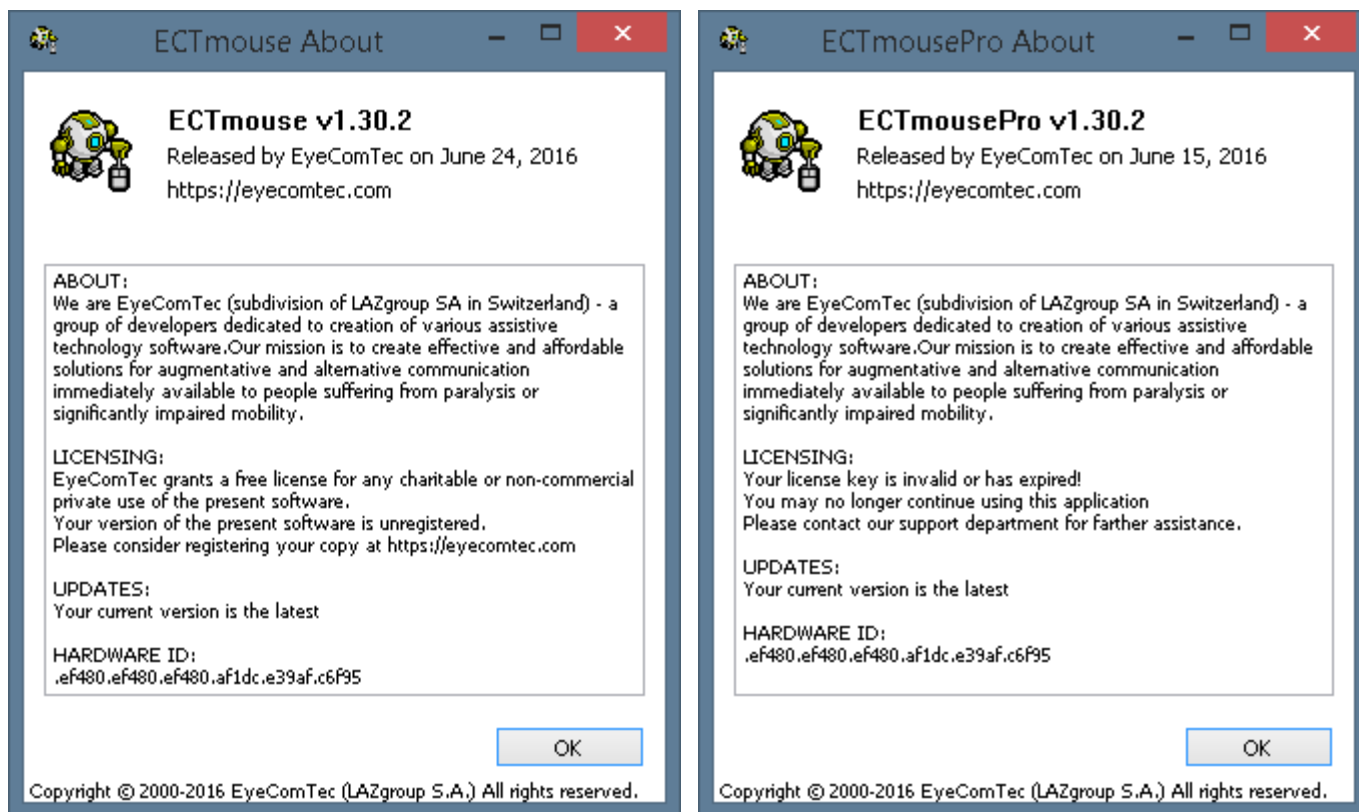 ECTmouse About
ECTmouse v1.30.2
Released by EyeComTec on June 24, 2016
https://eyecomtec.com
ABOUT:
We are EyeComTec (subdivision of LAZgroup SA in Switzerland) - a
group of developers dedicated to creation of various assistive
technology software.Our mission is to create effective and affordable
solutions for augmentative and alternative communication
immediately available to people suffering from paralysis or
significantly impaired mobility.
LICENSING:
EyeComTec grants a free license for any charitable or non-commercial
private use of the present software.
Your version of the present software is unregistered.
Please consider registering your copy at https://eyecomtec.com
UPDATES:
Your current version is the latest
HARDWARE ID:
.ef480.ef480.ef480.af1dc.e39af.c6f95
OK
Copyright © 2000-2016 EyeComTec (LAZgroup S.A.) All rights reserved.
ECTmousePro About
ECTmousePro v1.30.2
Released by EyeComTec on June 15, 2016
https://eyecomtec.com
ABOUT:
We are EyeComTec (subdivision of LAZgroup SA in Switzerland) - a
group of developers dedicated to creation of various assistive
technology software.Our mission is to create effective and affordable
solutions for augmentative and alternative communication
immediately available to people suffering from paralysis or
significantly impaired mobility.
LICENSING:
Your license key is invalid or has expired!
You may no longer continue using this application
Please contact our support department for farther assistance.
UPDATES:
Your current version is the latest
HARDWARE ID:
.ef480.ef480.ef480.af1dc.e39af.c6f95
OK
Copyright © 2000-2016 EyeComTec (LAZgroup S.A.) All rights reserved.